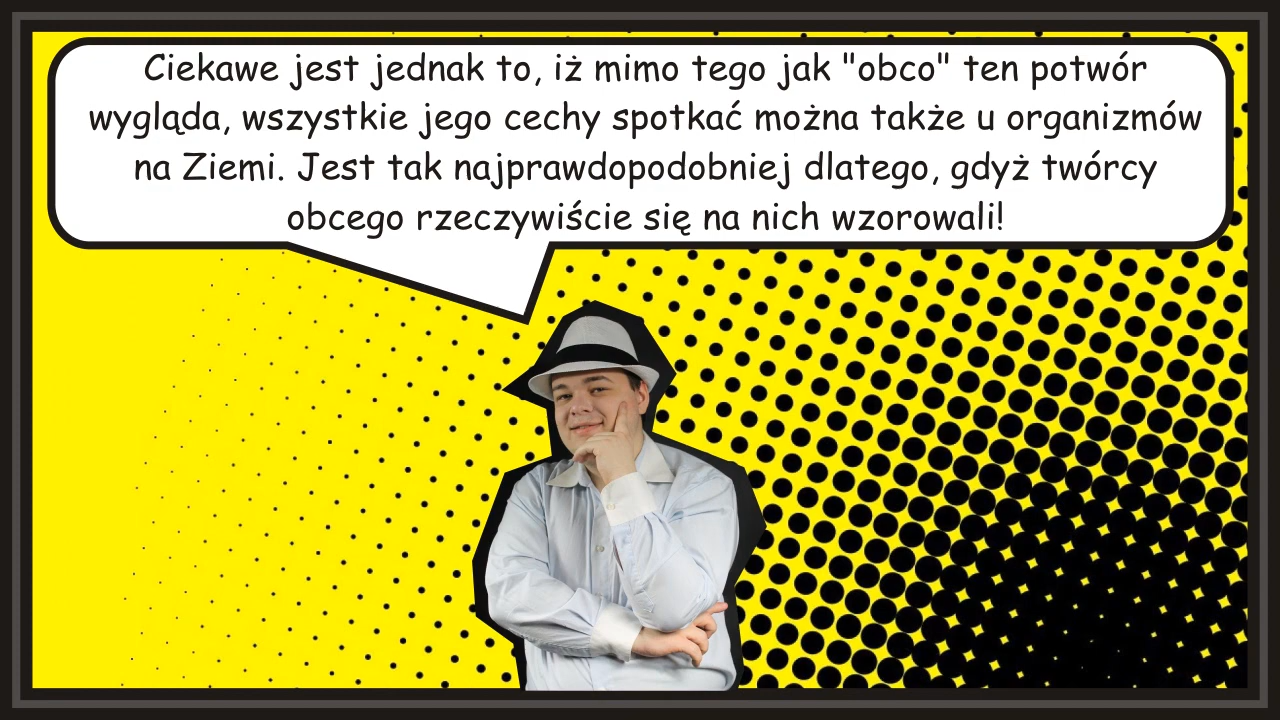 Ciekawe jest jednak to, iż mimo tego jak "obco" ten potwór
wygląda, wszystkie jego cechy spotkać można także u organizmów
na Ziemi. Jest tak najprawdopodobniej dlatego, gdyż twórcy
obcego rzeczywiście się na nich wzorowali!